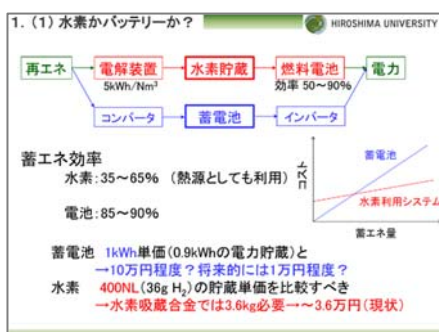 1. (1) 水素かバッテリーか？
HIROSHIMA UNIVERSITY
再エネ
電解装置
水素貯蔵
燃料電池
電力
5kWh/Nm³
効率 50～90%
コンバータ
蓄電池
インバータ
蓄エネ効率
水素：35～65% （熱源としても利用）
電池：85～90%
コスト
蓄電池
水素利用システム
蓄エネ量
蓄電池 1kWh単価（0.9kWhの電力貯蔵）と
→10万円程度？将来的には1万円程度？
水素 400NL（36g H₂）の貯蔵単価を比較すべき
→水素吸蔵合金では3.6kg必要→～3.6万円（現状）